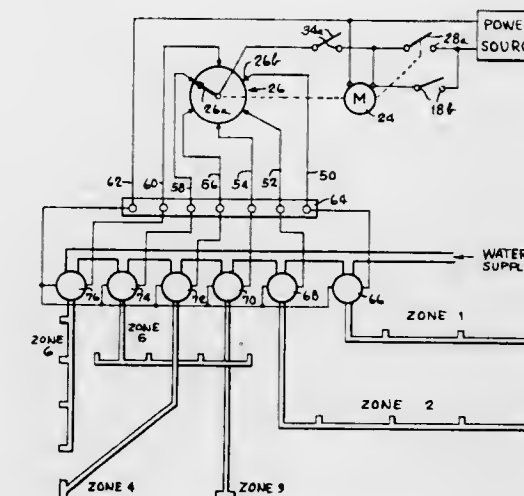 34a
28a
POWE
SOURC
26b
26
26a
M
24
18b
62
60
58
56
54
52
50
64
WATER
SUPPL
76
74
72
70
68
66
ZONE 1
ZONE
6
ZONE
5
ZONE 2
ZONE 4
ZONE 3